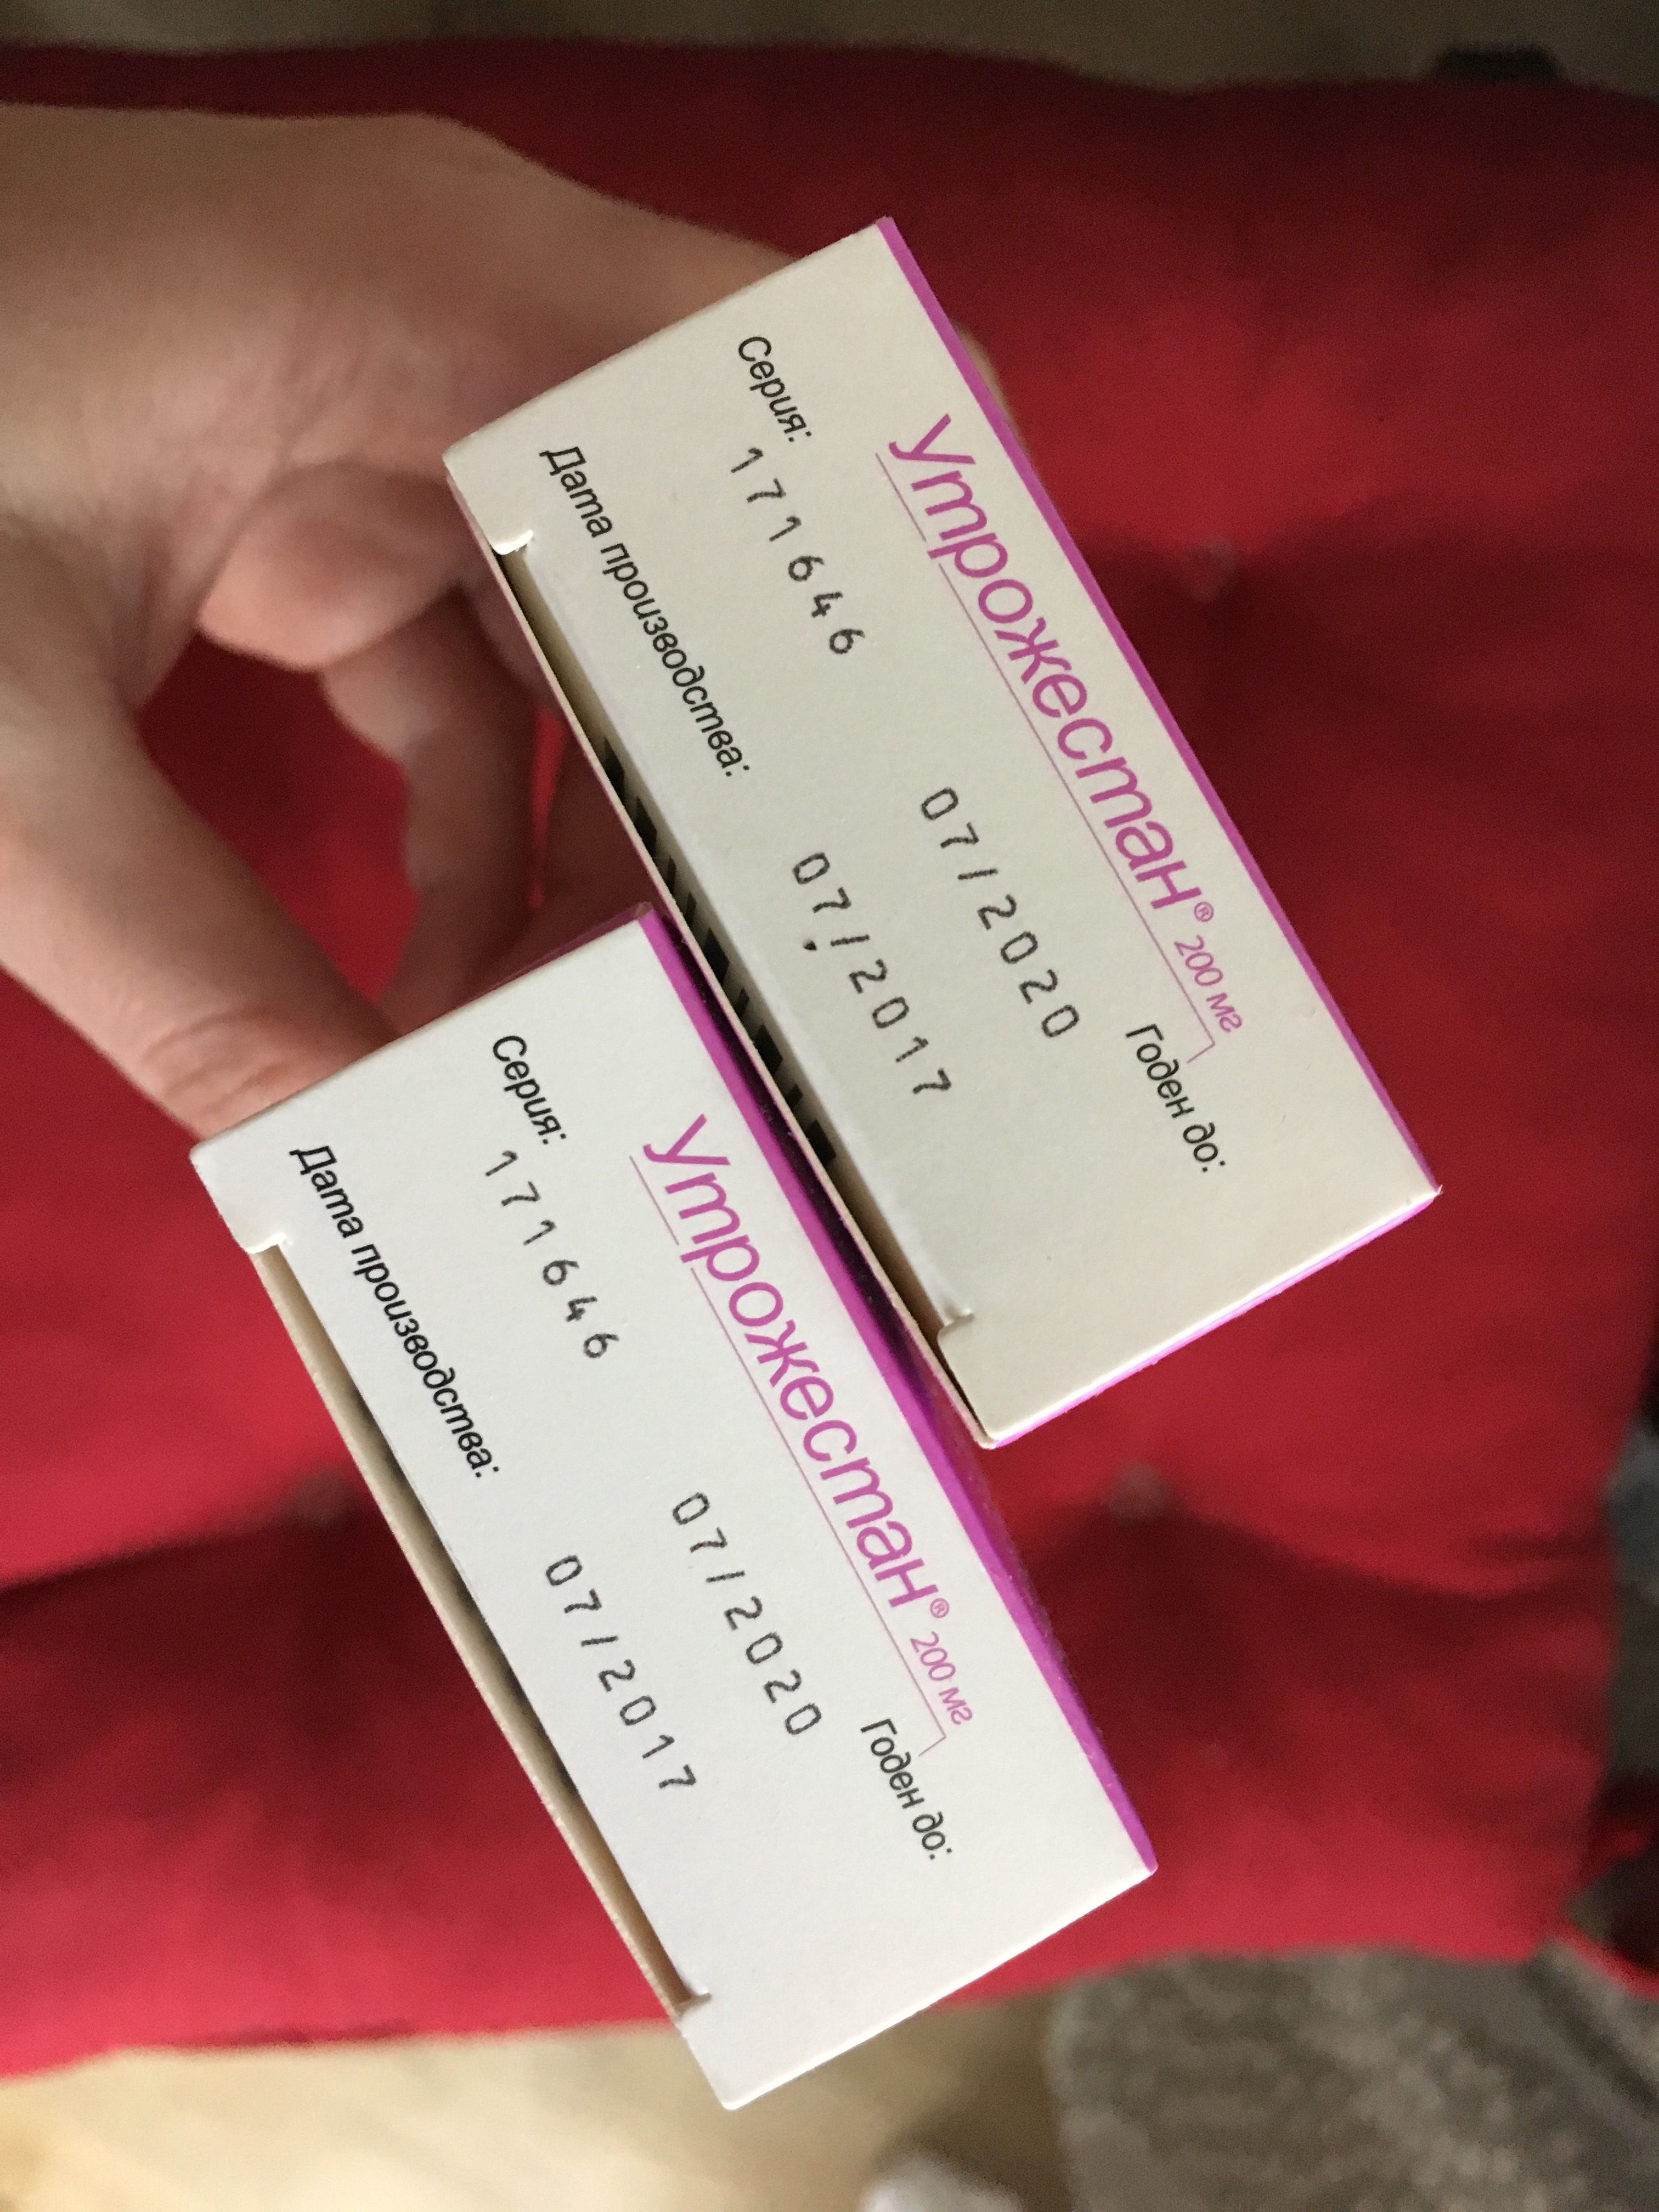 Утрожестан® 200 мг
Годен до:
Серия: 171646 07/2020
Дата производства: 07/2017
Утрожестан® 200 мг
Годен до:
Серия: 171646 07/2020
Дата производства: 07/2017